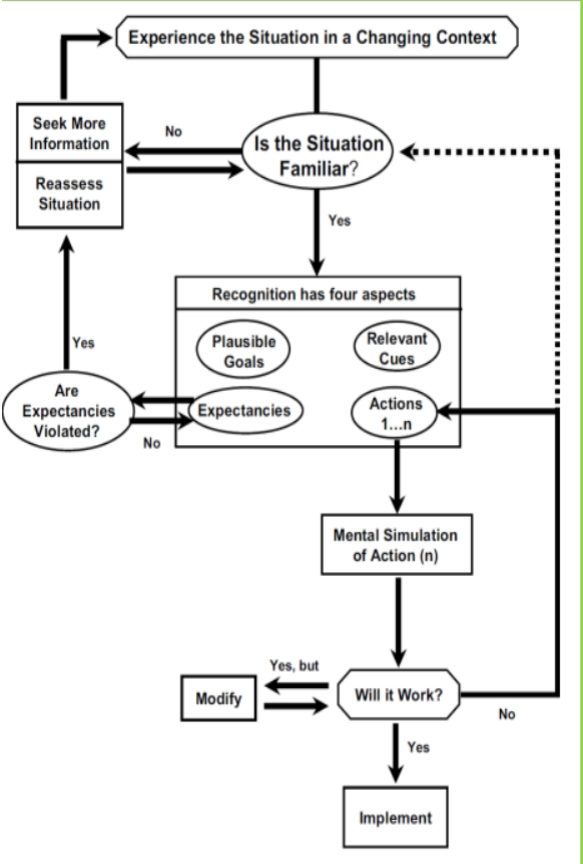 Experience the Situation in a Changing Context
Seek More
Information
Reassess
Situation
No
Is the Situation
Familiar?
Yes
Recognition has four aspects
Plausible
Goals
Relevant
Cues
Expectancies
Actions
1...n
Yes
Are
Expectancies
Violated?
No
Mental Simulation
of Action (n)
Yes, but
Modify
Will it Work?
No
Yes
Implement